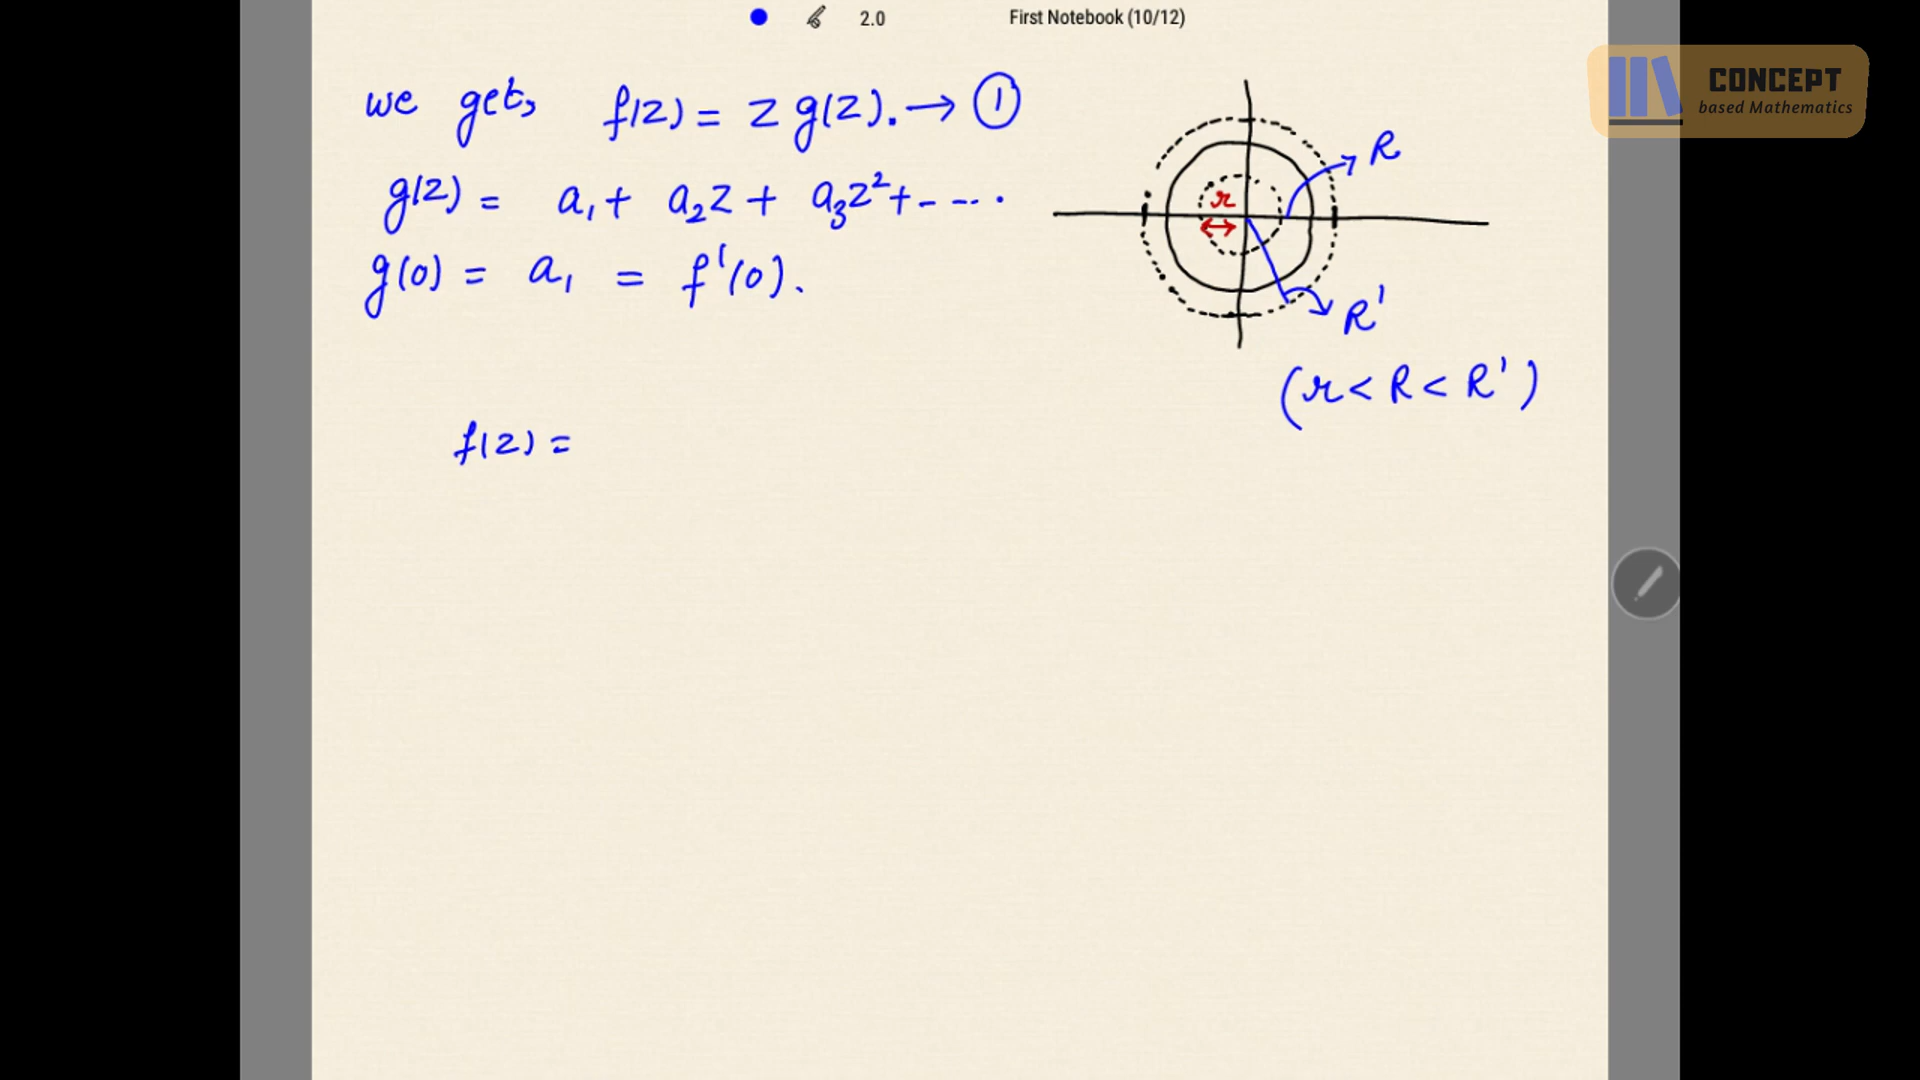 2.0 First Notebook (10/12)
CONCEPT
based Mathematics
we get, f(z) = z g(z). → ①
g(z) = a₁ + a₂z + a₃z² + - - - .
g(0) = a₁ = f'(0).
R
r
R'
(r < R < R')
f(z) =